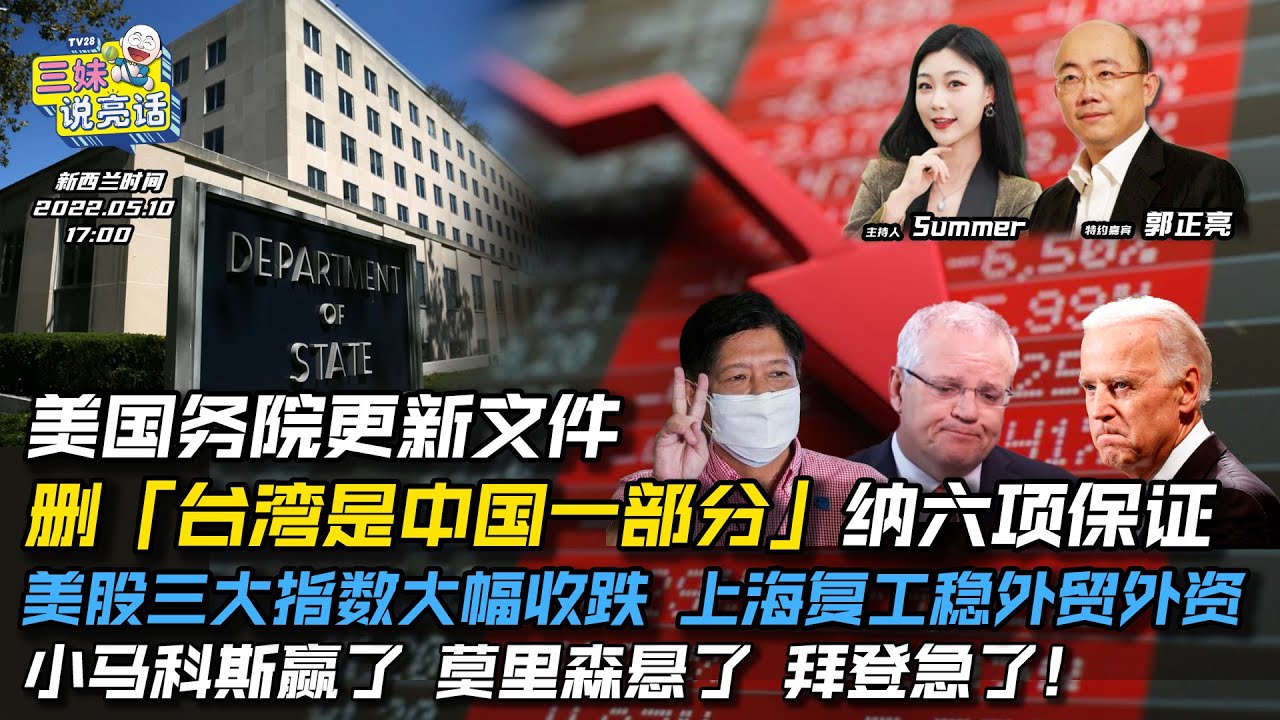 TV28
三妹
说亮话
新西兰时间
2022.05.10
17:00
DEPARTMENT
OF
STATE
主持人 Summer
特约嘉宾 郭正亮
6.50%
美国务院更新文件
删「台湾是中国一部分」纳六项保证
美股三大指数大幅收跌 上海复工稳外贸外资
小马科斯赢了 莫里森悬了 拜登急了!